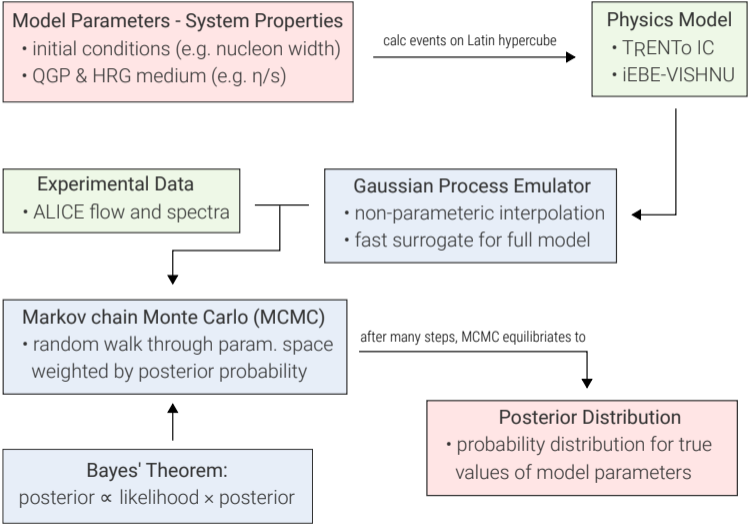 Model Parameters - System Properties
• initial conditions (e.g. nucleon width)
• QGP & HRG medium (e.g. η/s)
calc events on Latin hypercube
Physics Model
• TRENTo IC
• iEBE-VISHNU
Experimental Data
• ALICE flow and spectra
Gaussian Process Emulator
• non-parameteric interpolation
• fast surrogate for full model
Markov chain Monte Carlo (MCMC)
• random walk through param. space
weighted by posterior probability
after many steps, MCMC equilibriates to
Posterior Distribution
• probability distribution for true
values of model parameters
Bayes' Theorem:
posterior ∝ likelihood × posterior